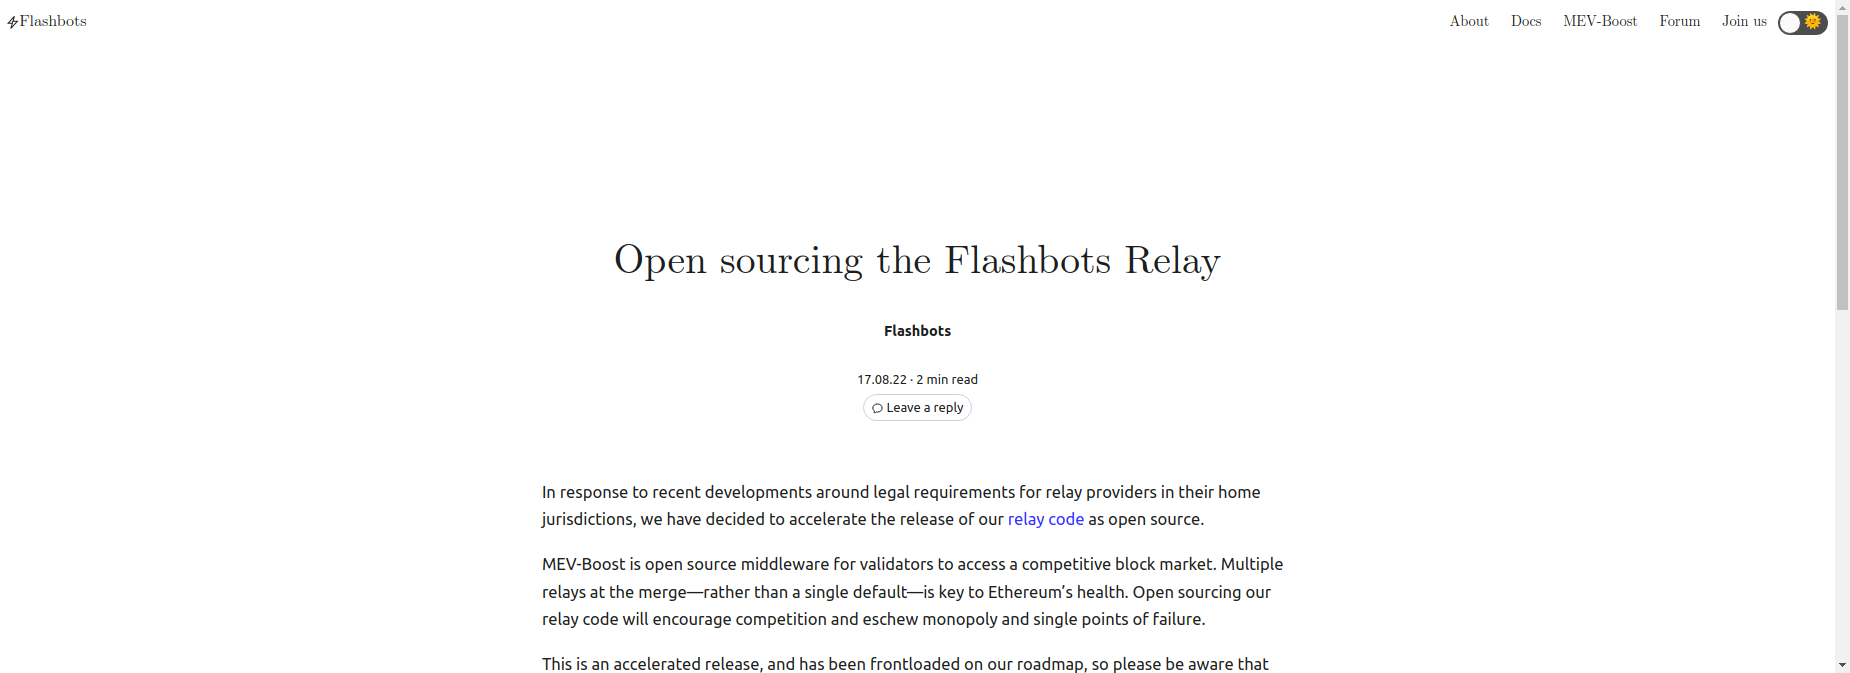 Flashbots
About Docs MEV-Boost Forum Join us
Open sourcing the Flashbots Relay
Flashbots
17.08.22 · 2 min read
Leave a reply
In response to recent developments around legal requirements for relay providers in their home
jurisdictions, we have decided to accelerate the release of our relay code as open source.
MEV-Boost is open source middleware for validators to access a competitive block market. Multiple
relays at the merge—rather than a single default—is key to Ethereum’s health. Open sourcing our
relay code will encourage competition and eschew monopoly and single points of failure.
This is an accelerated release, and has been frontloaded on our roadmap, so please be aware that